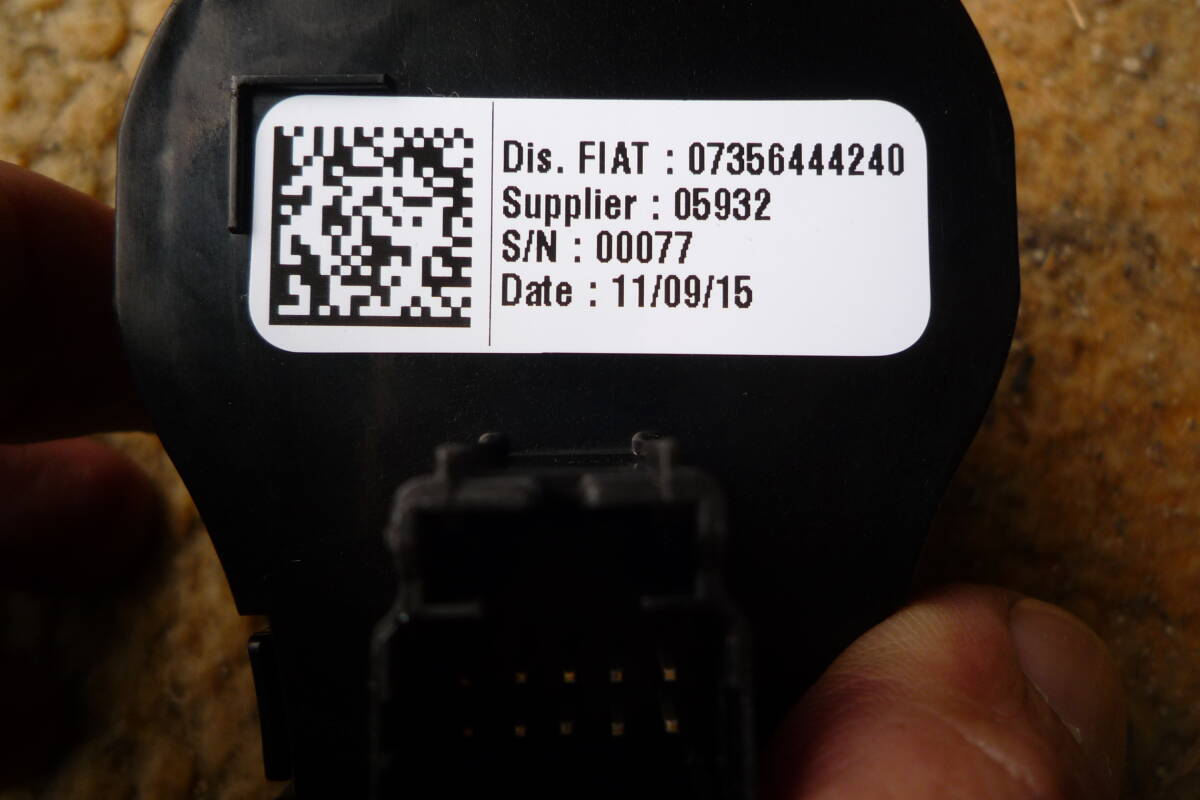 Dis. FIAT : 07356444240
Supplier : 05932
S/N : 00077
Date : 11/09/15